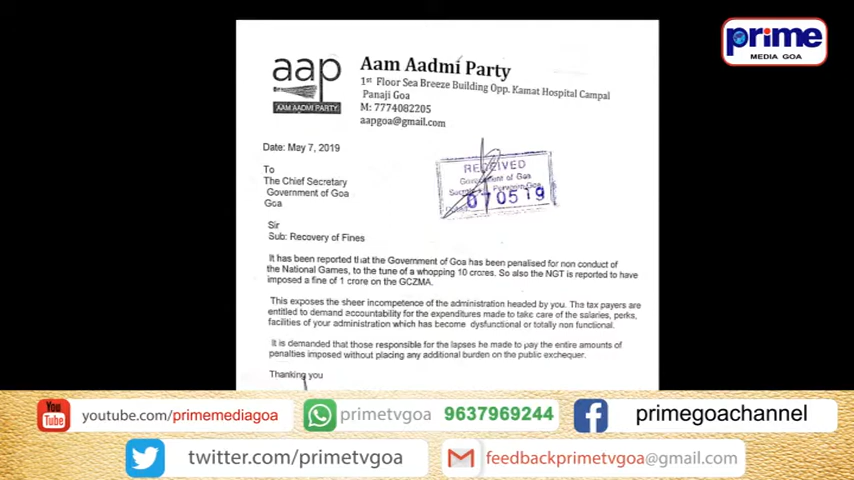 prime
MEDIA GOA
aap
AAM AADMI PARTY
Aam Aadmi Party
1st Floor Sea Breeze Building Opp. Kamat Hospital Campal
Panaji Goa
M: 7774082205
aapgoa@gmail.com
Date: May 7, 2019
RECEIVED
Government of Goa
070519
To
The Chief Secretary
Government of Goa
Goa
Sir
Sub: Recovery of Fines
It has been reported that the Government of Goa has been penalised for non conduct of
the National Games, to the tune of a whopping 10 crores. So also the NGT is reported to have
imposed a fine of 1 crore on the GCZMA.
This exposes the sheer incompetence of the administration headed by you. The tax payers are
entitled to demand accountability for the expenditures made to take care of the salaries, perks,
facilities of your administration which has become dysfunctional or totally non functional.
It is demanded that those responsible for the lapses he made to pay the entire amounts of
penalties imposed without placing any additional burden on the public exchequer.
Thanking you
You Tube youtube.com/primemediagoa
primetvgoa 9637969244
primegoachannel
twitter.com/primetvgoa
feedbackprimetvgoa@gmail.com